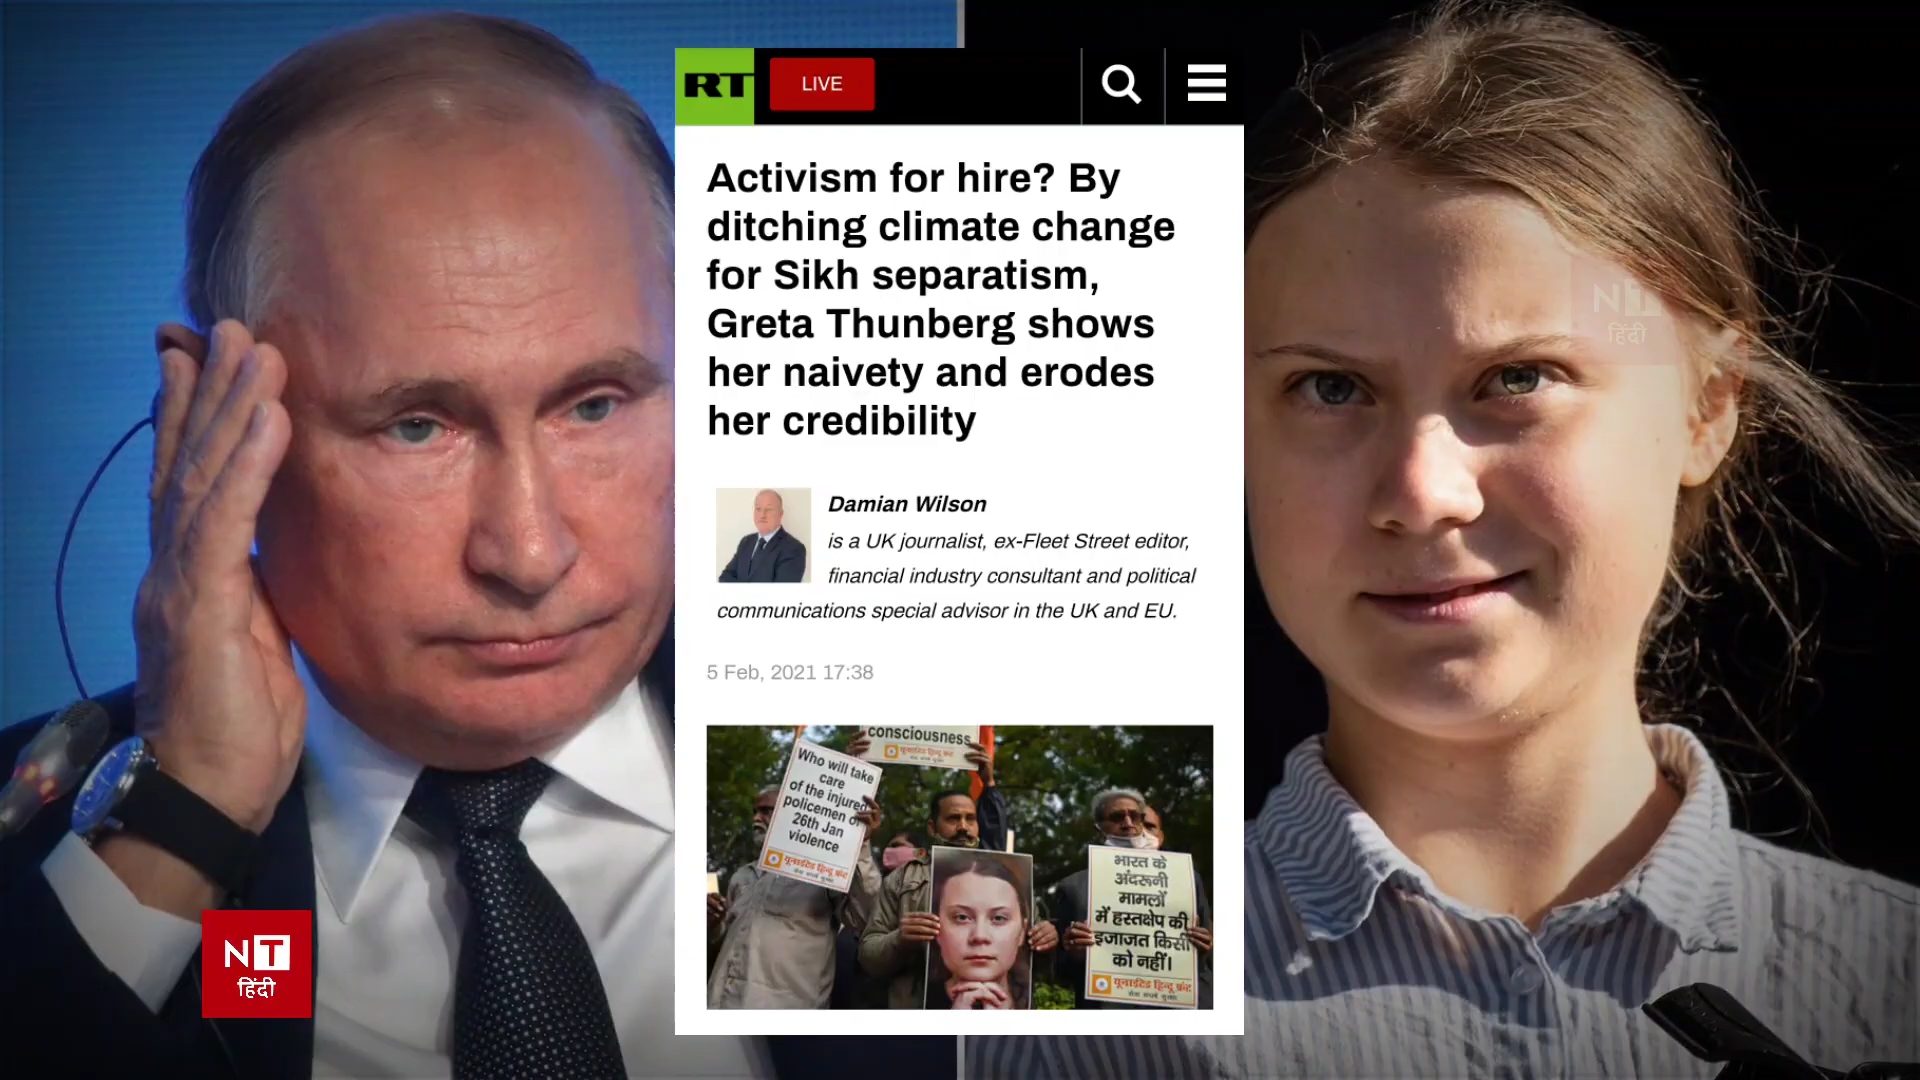 RT
LIVE
Activism for hire? By
ditching climate change
for Sikh separatism,
Greta Thunberg shows
her naivety and erodes
her credibility
Damian Wilson
is a UK journalist, ex-Fleet Street editor,
financial industry consultant and political
communications special advisor in the UK and EU.
5 Feb, 2021 17:38
consciousness
Who will take
care
of the injured
policemen of
26th Jan
violence
यूनाईटेड हिन्दू फ्रंट
भारत के
अंदरूनी
मामलों
में हस्तक्षेप की
इजाजत किसी
को नहीं।
यूनाईटेड हिन्दू फ्रंट
NT
हिंदी
NT
हिंदी